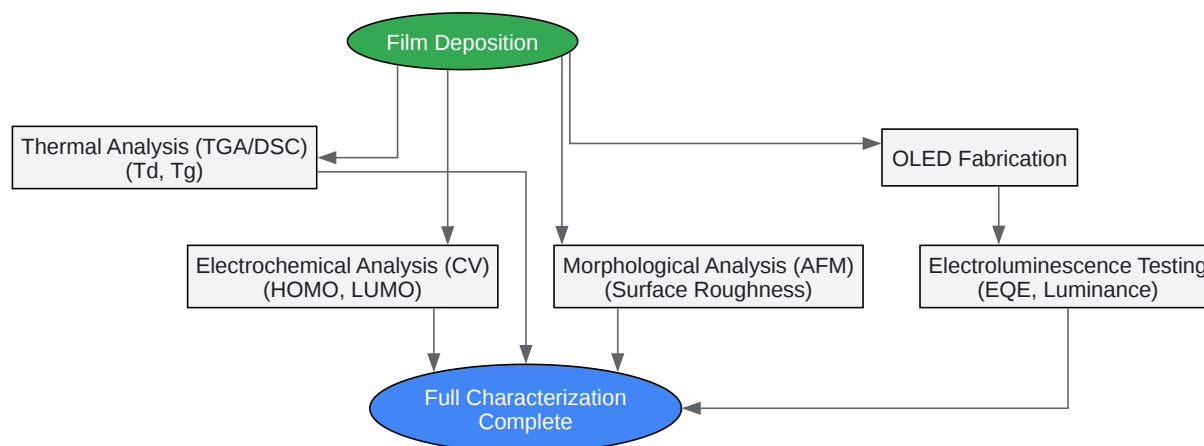 Film Deposition
Thermal Analysis (TGA/DSC)
(Td, Tg)
OLED Fabrication
Electrochemical Analysis (CV)
(HOMO, LUMO)
Morphological Analysis (AFM)
(Surface Roughness)
Electroluminescence Testing
(EQE, Luminance)
Full Characterization
Complete